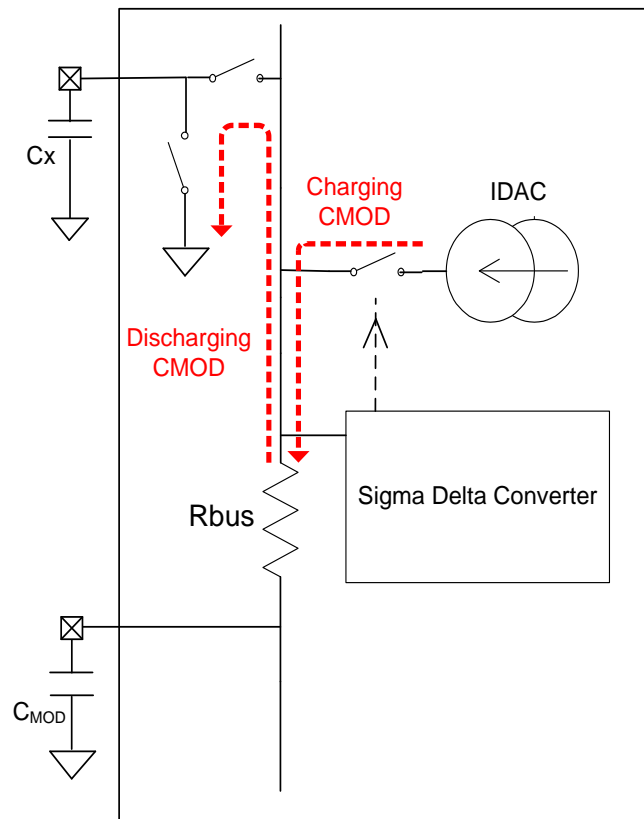 Cx
Charging
CMOD
IDAC
Discharging
CMOD
Sigma Delta Converter
Rbus
CMOD